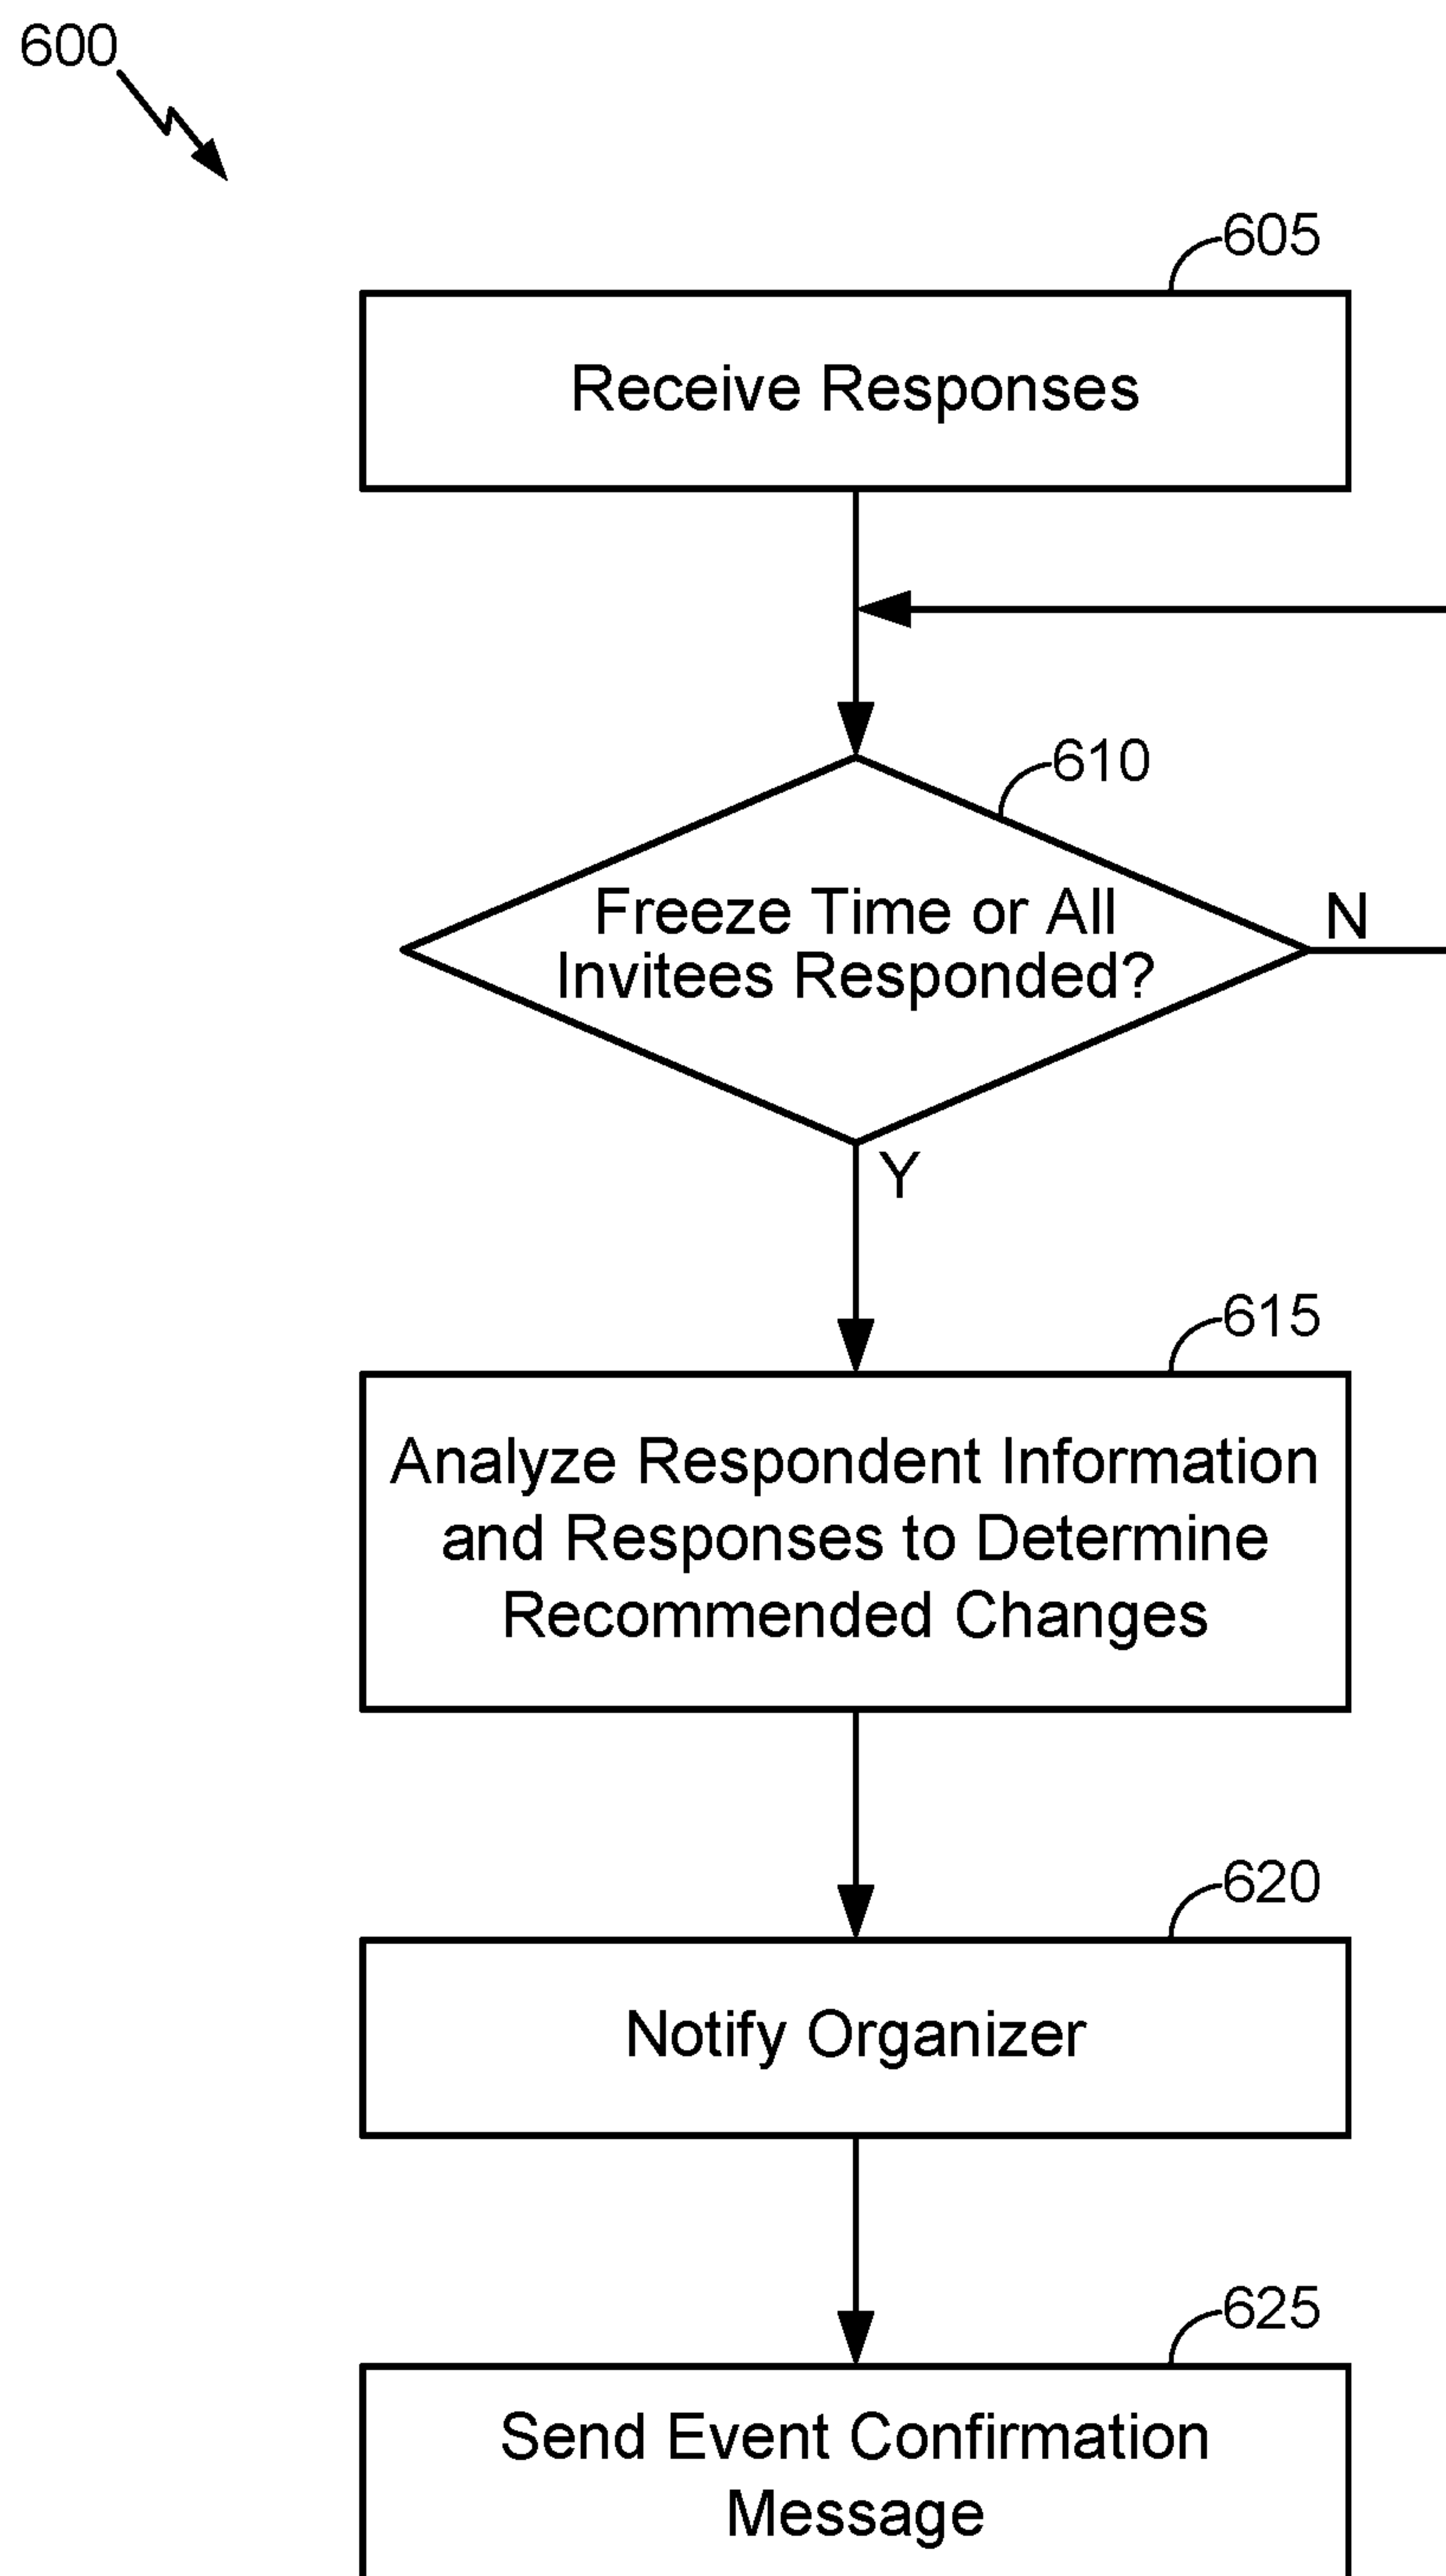 600
605
Receive Responses
610
Freeze Time or All
Invitees Responded?
N
Y
615
Analyze Respondent Information
and Responses to Determine
Recommended Changes
620
Notify Organizer
625
Send Event Confirmation
Message